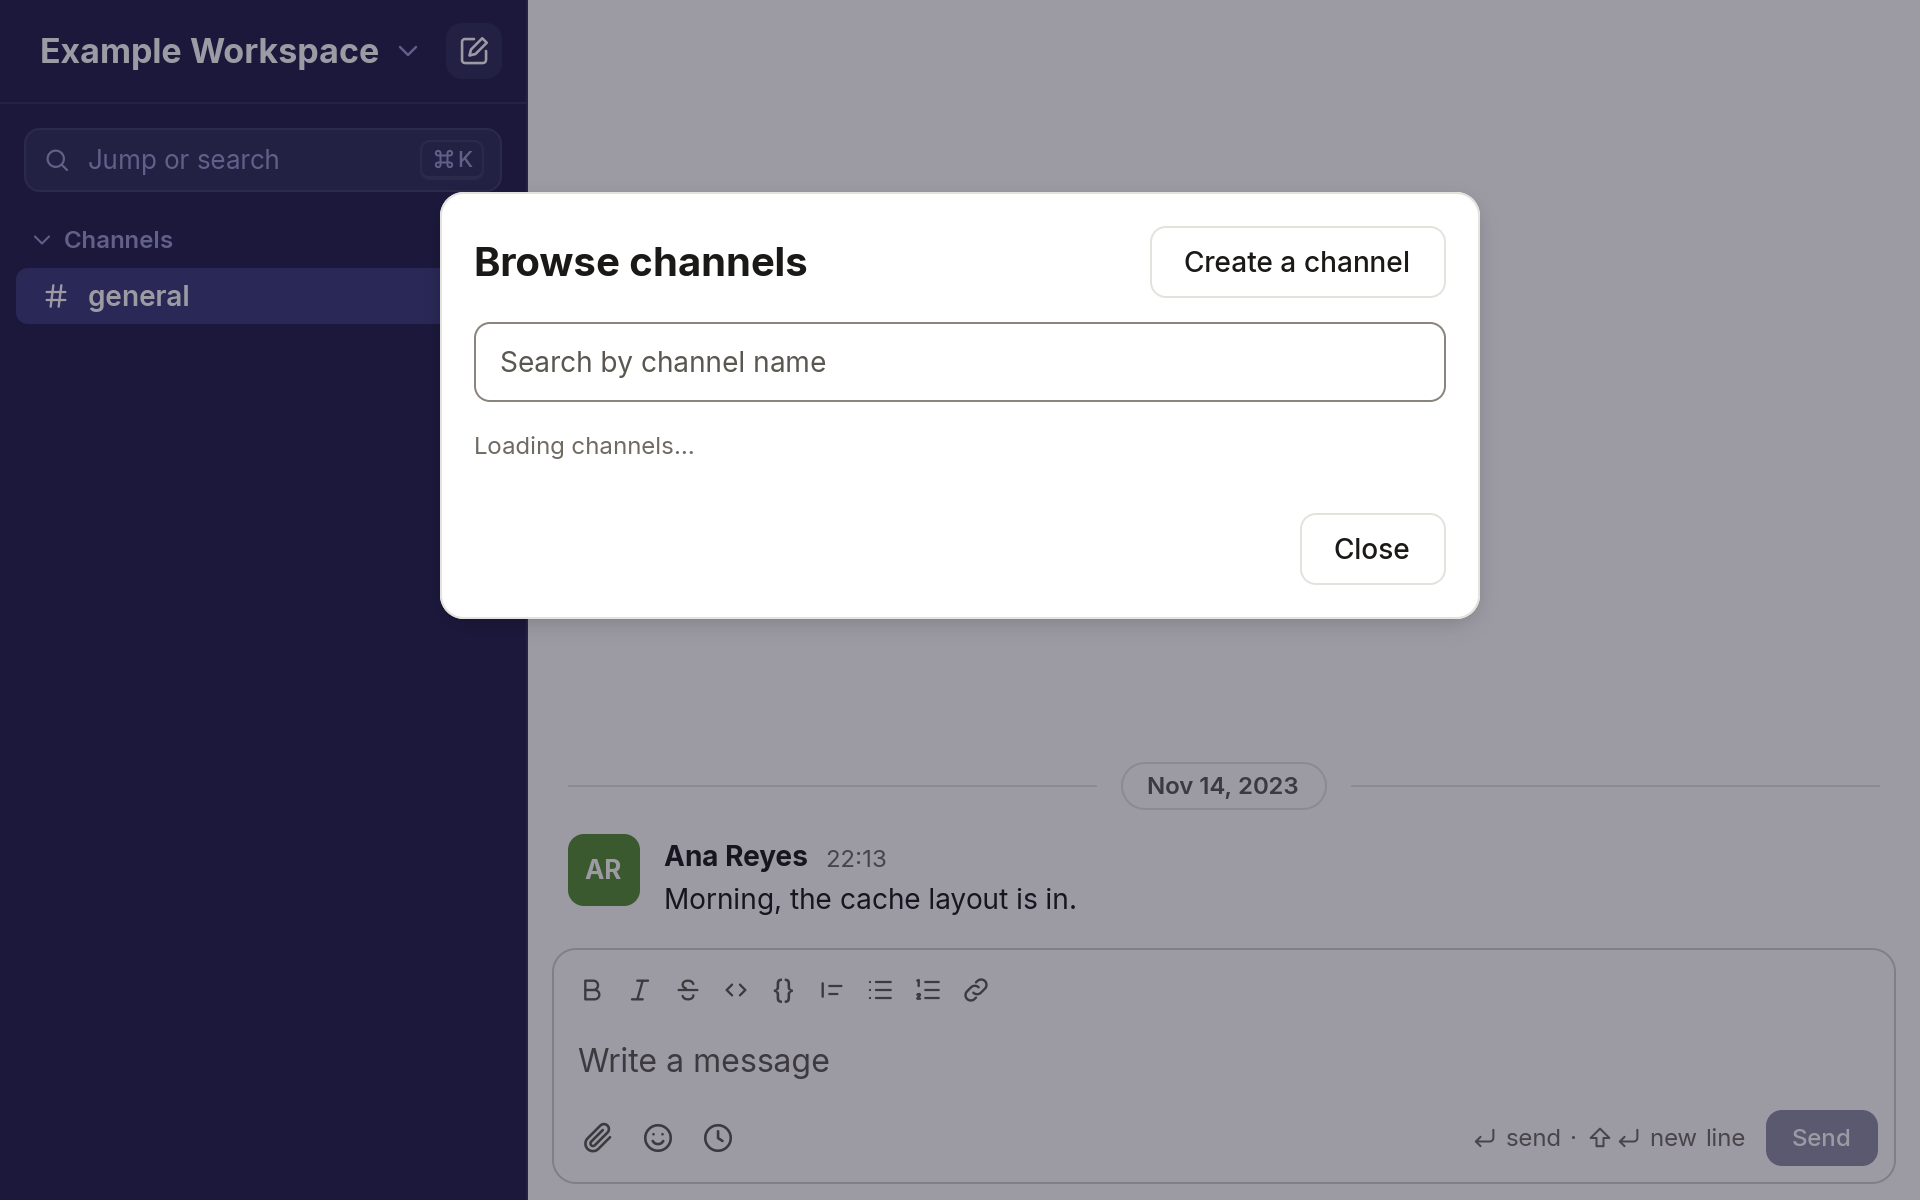 Example Workspace
Jump or search ⌘K
Channels
# general
Browse channels
Create a channel
Search by channel name
Loading channels...
Close
Nov 14, 2023
AR
Ana Reyes 22:13
Morning, the cache layout is in.
Write a message
send · new line
Send